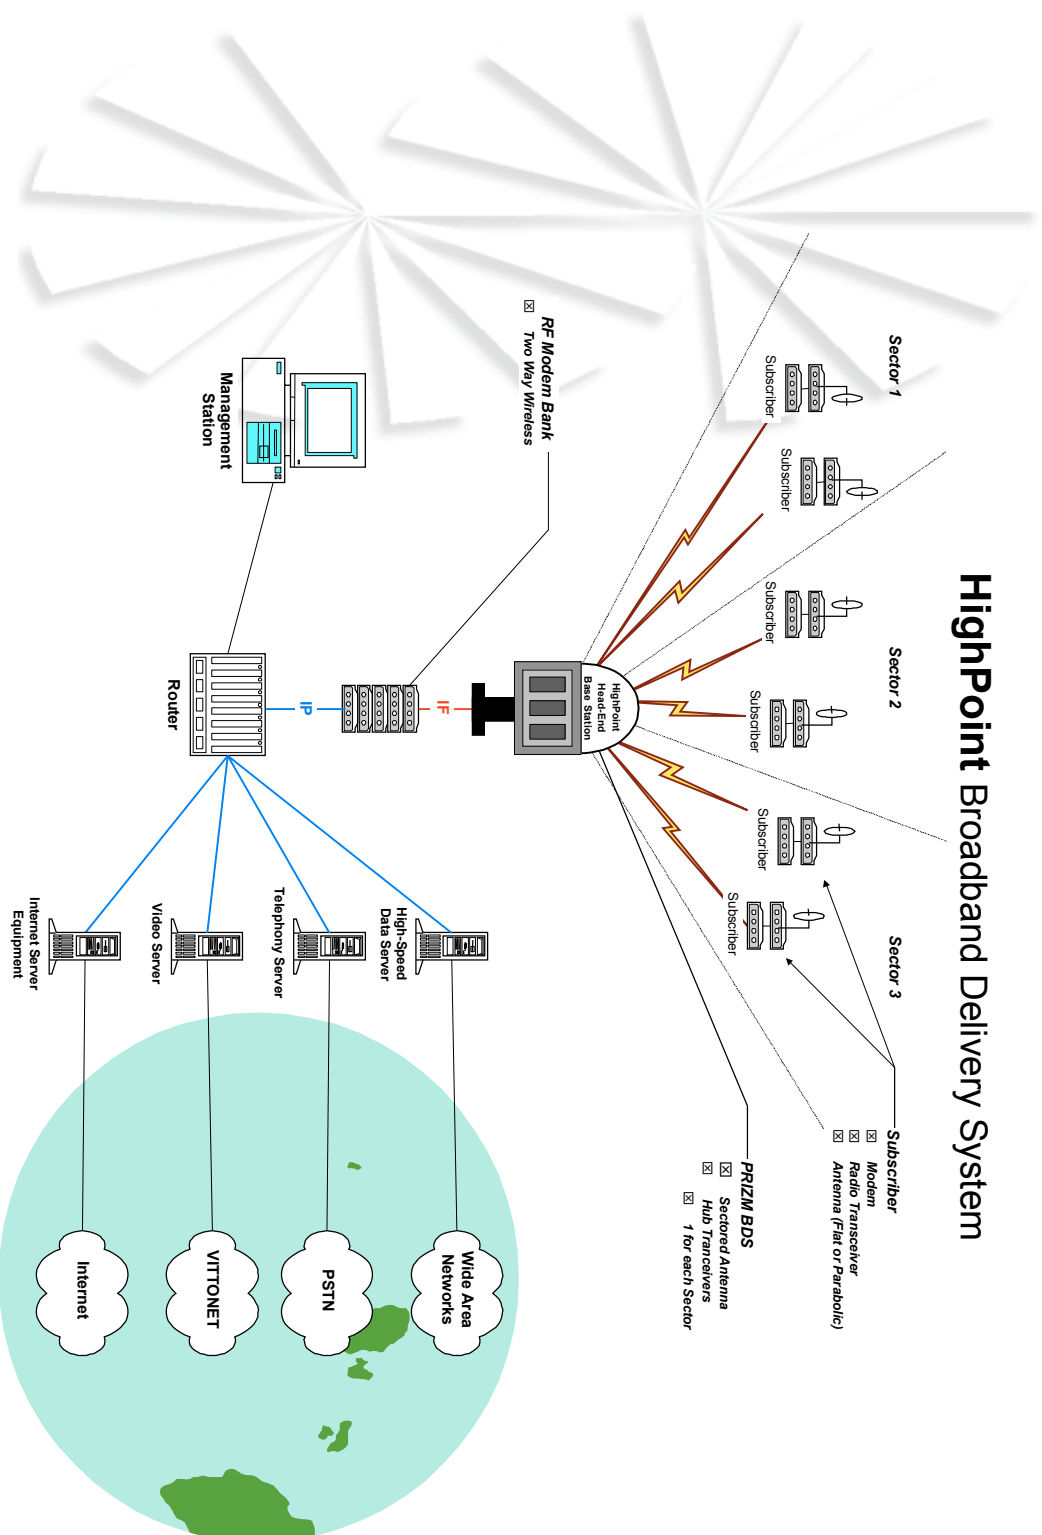 HighPoint Broadband Delivery System
Sector 1
Sector 2
Sector 3
Subscriber
Subscriber
Subscriber
Subscriber
Subscriber
Subscriber
Subscriber
☒ Modem
☒ Radio Transceiver
☒ Antenna (Flat or Parabolic)
PRIZM BDS
☒ Sectored Antenna
☒ Hub Tranceivers
☒ 1 for each Sector
HighPoint
Head-End
Base Station
RF Modem Bank
☒ Two Way Wireless
IF
IP
Management
Station
Router
High-Speed
Data Server
Telephony Server
Video Server
Internet Server
Equipment
Wide Area
Networks
PSTN
VITTONET
Internet